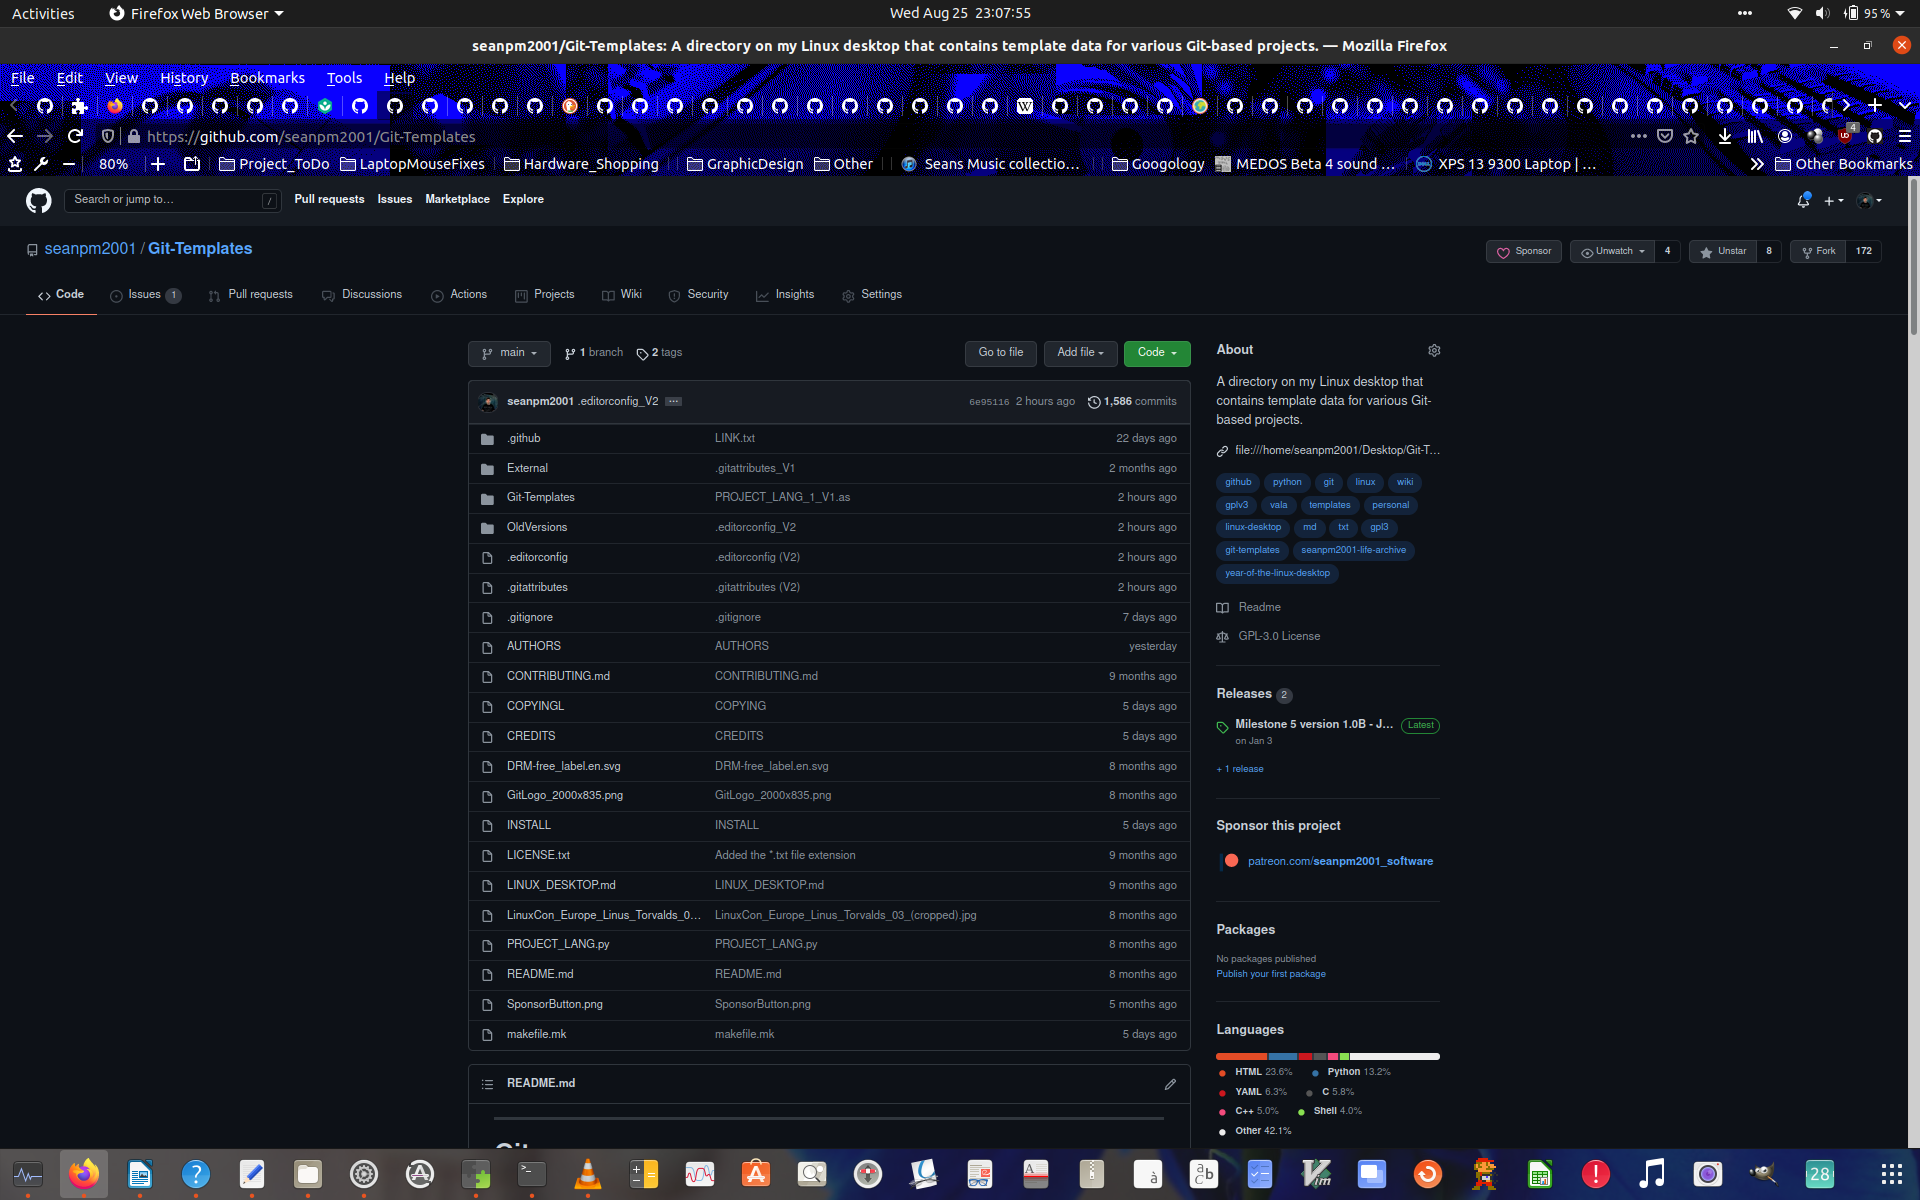 Activities Firefox Web Browser Wed Aug 25 23:07:55 95 %
seanpm2001/Git-Templates: A directory on my Linux desktop that contains template data for various Git-based projects. — Mozilla Firefox
File Edit View History Bookmarks Tools Help
https://github.com/seanpm2001/Git-Templates 4
80% Project_ToDo LaptopMouseFixes Hardware_Shopping GraphicDesign Other Seans Music collectio… Googology MEDOS Beta 4 sound … XPS 13 9300 Laptop | … Other Bookmarks
Search or jump to… / Pull requests Issues Marketplace Explore
seanpm2001 / Git-Templates Sponsor Unwatch 4 Unstar 8 Fork 172
Code Issues 1 Pull requests Discussions Actions Projects Wiki Security Insights Settings
main 1 branch 2 tags Go to file Add file Code
seanpm2001 .editorconfig_V2 … 6e95116 2 hours ago 1,586 commits
.github LINK.txt 22 days ago
External .gitattributes_V1 2 months ago
Git-Templates PROJECT_LANG_1_V1.as 2 hours ago
OldVersions .editorconfig_V2 2 hours ago
.editorconfig .editorconfig (V2) 2 hours ago
.gitattributes .gitattributes (V2) 2 hours ago
.gitignore .gitignore 7 days ago
AUTHORS AUTHORS yesterday
CONTRIBUTING.md CONTRIBUTING.md 9 months ago
COPYINGL COPYING 5 days ago
CREDITS CREDITS 5 days ago
DRM-free_label.en.svg DRM-free_label.en.svg 8 months ago
GitLogo_2000x835.png GitLogo_2000x835.png 8 months ago
INSTALL INSTALL 5 days ago
LICENSE.txt Added the *.txt file extension 9 months ago
LINUX_DESKTOP.md LINUX_DESKTOP.md 9 months ago
LinuxCon_Europe_Linus_Torvalds_0… LinuxCon_Europe_Linus_Torvalds_03_(cropped).jpg 8 months ago
PROJECT_LANG.py PROJECT_LANG.py 8 months ago
README.md README.md 8 months ago
SponsorButton.png SponsorButton.png 5 months ago
makefile.mk makefile.mk 5 days ago
README.md
About
A directory on my Linux desktop that
contains template data for various Git-
based projects.
file:///home/seanpm2001/Desktop/Git-T…
github python git linux wiki
gplv3 vala templates personal
linux-desktop md txt gpl3
git-templates seanpm2001-life-archive
year-of-the-linux-desktop
Readme
GPL-3.0 License
Releases 2
Milestone 5 version 1.0B - J… Latest
on Jan 3
+ 1 release
Sponsor this project
patreon.com/seanpm2001_software
Packages
No packages published
Publish your first package
Languages
HTML 23.6% Python 13.2%
YAML 6.3% C 5.8%
C++ 5.0% Shell 4.0%
Other 42.1%
28